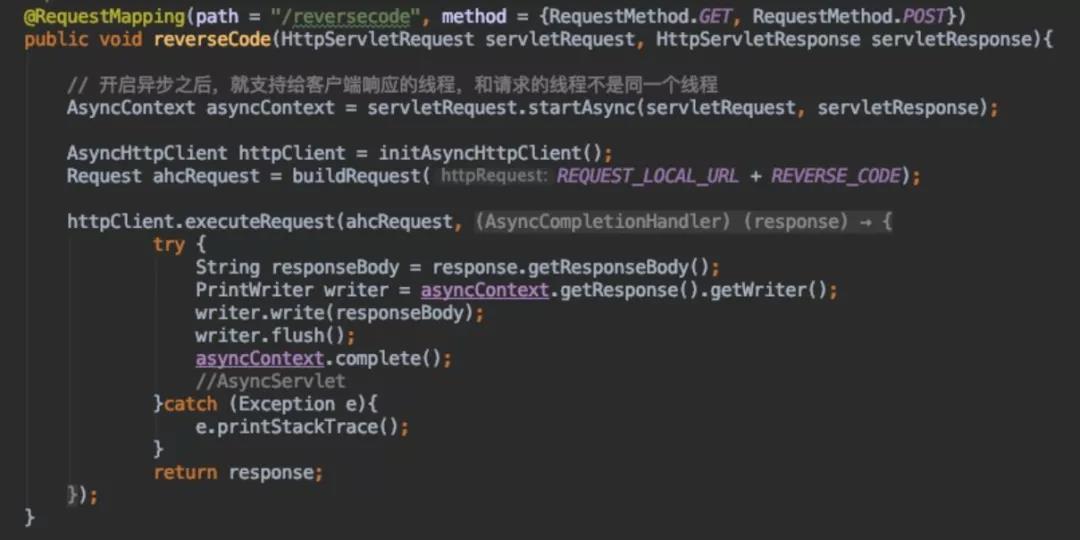 @RequestMapping(path = "/reversecode", method = {RequestMethod.GET, RequestMethod.POST})
public void reverseCode(HttpServletRequest servletRequest, HttpServletResponse servletResponse){
// 开启异步之后，就支持给客户端响应的线程，和请求的线程不是同一个线程
AsyncContext asyncContext = servletRequest.startAsync(servletRequest, servletResponse);
AsyncHttpClient httpClient = initAsyncHttpClient();
Request ahcRequest = buildRequest( httpRequest: REQUEST_LOCAL_URL + REVERSE_CODE);
httpClient.executeRequest(ahcRequest, (AsyncCompletionHandler) (response) → {
try {
String responseBody = response.getResponseBody();
PrintWriter writer = asyncContext.getResponse().getWriter();
writer.write(responseBody);
writer.flush();
asyncContext.complete();
//AsyncServlet
}catch (Exception e){
e.printStackTrace();
}
return response;
});
}